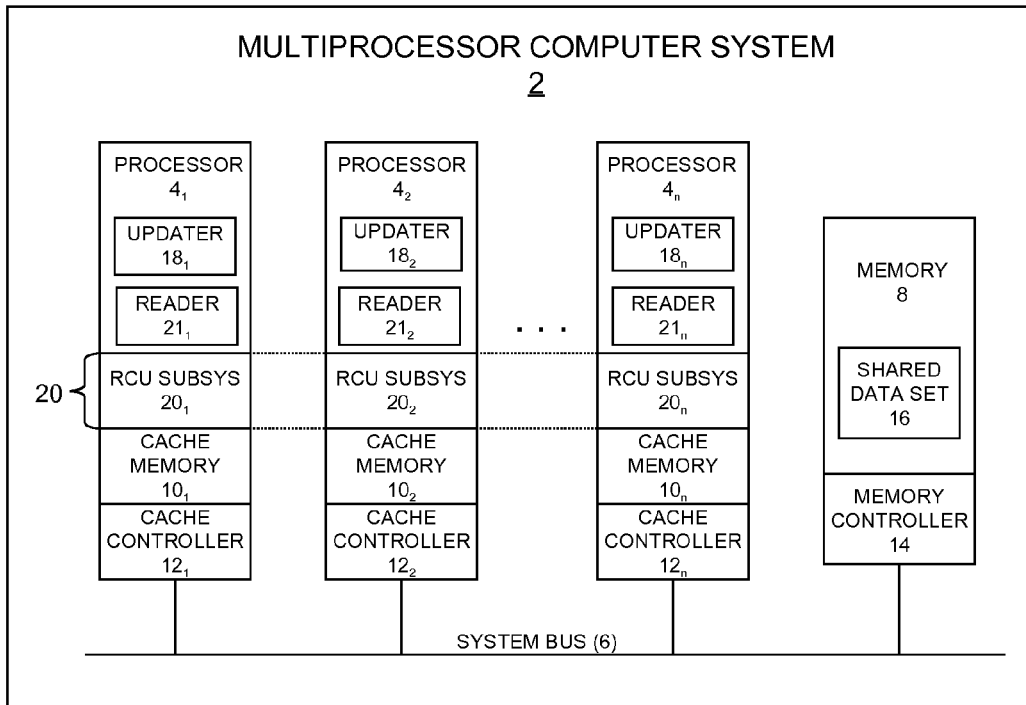 MULTIPROCESSOR COMPUTER SYSTEM
2
PROCESSOR
4₁
UPDATER
18₁
READER
21₁
RCU SUBSYS
20₁
CACHE
MEMORY
10₁
CACHE
CONTROLLER
12₁
PROCESSOR
4₂
UPDATER
18₂
READER
21₂
RCU SUBSYS
20₂
CACHE
MEMORY
10₂
CACHE
CONTROLLER
12₂
. . .
PROCESSOR
4ₙ
UPDATER
18ₙ
READER
21ₙ
RCU SUBSYS
20ₙ
CACHE
MEMORY
10ₙ
CACHE
CONTROLLER
12ₙ
MEMORY
8
SHARED
DATA SET
16
MEMORY
CONTROLLER
14
20
SYSTEM BUS (6)